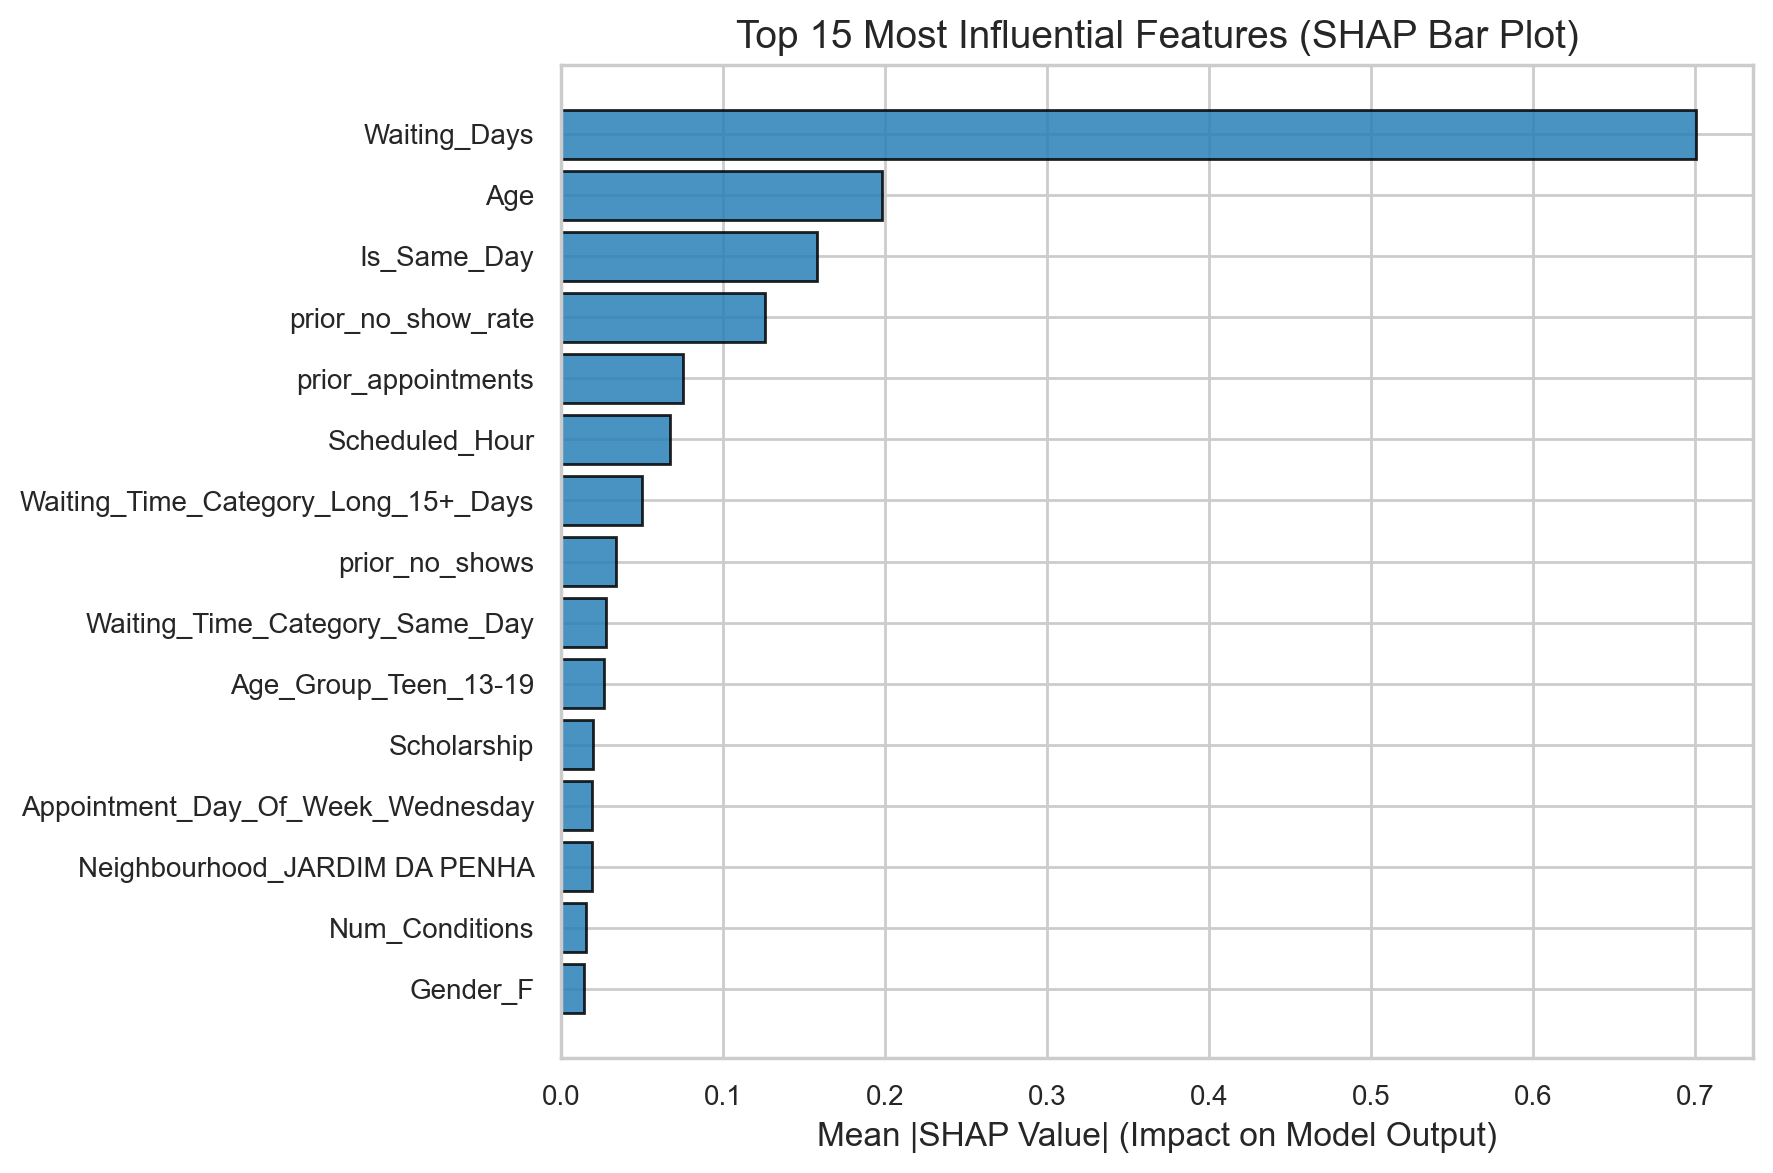 Top 15 Most Influential Features (SHAP Bar Plot)
Waiting_Days
Age
Is_Same_Day
prior_no_show_rate
prior_appointments
Scheduled_Hour
Waiting_Time_Category_Long_15+_Days
prior_no_shows
Waiting_Time_Category_Same_Day
Age_Group_Teen_13-19
Scholarship
Appointment_Day_Of_Week_Wednesday
Neighbourhood_JARDIM DA PENHA
Num_Conditions
Gender_F
0.0 0.1 0.2 0.3 0.4 0.5 0.6 0.7
Mean |SHAP Value| (Impact on Model Output)